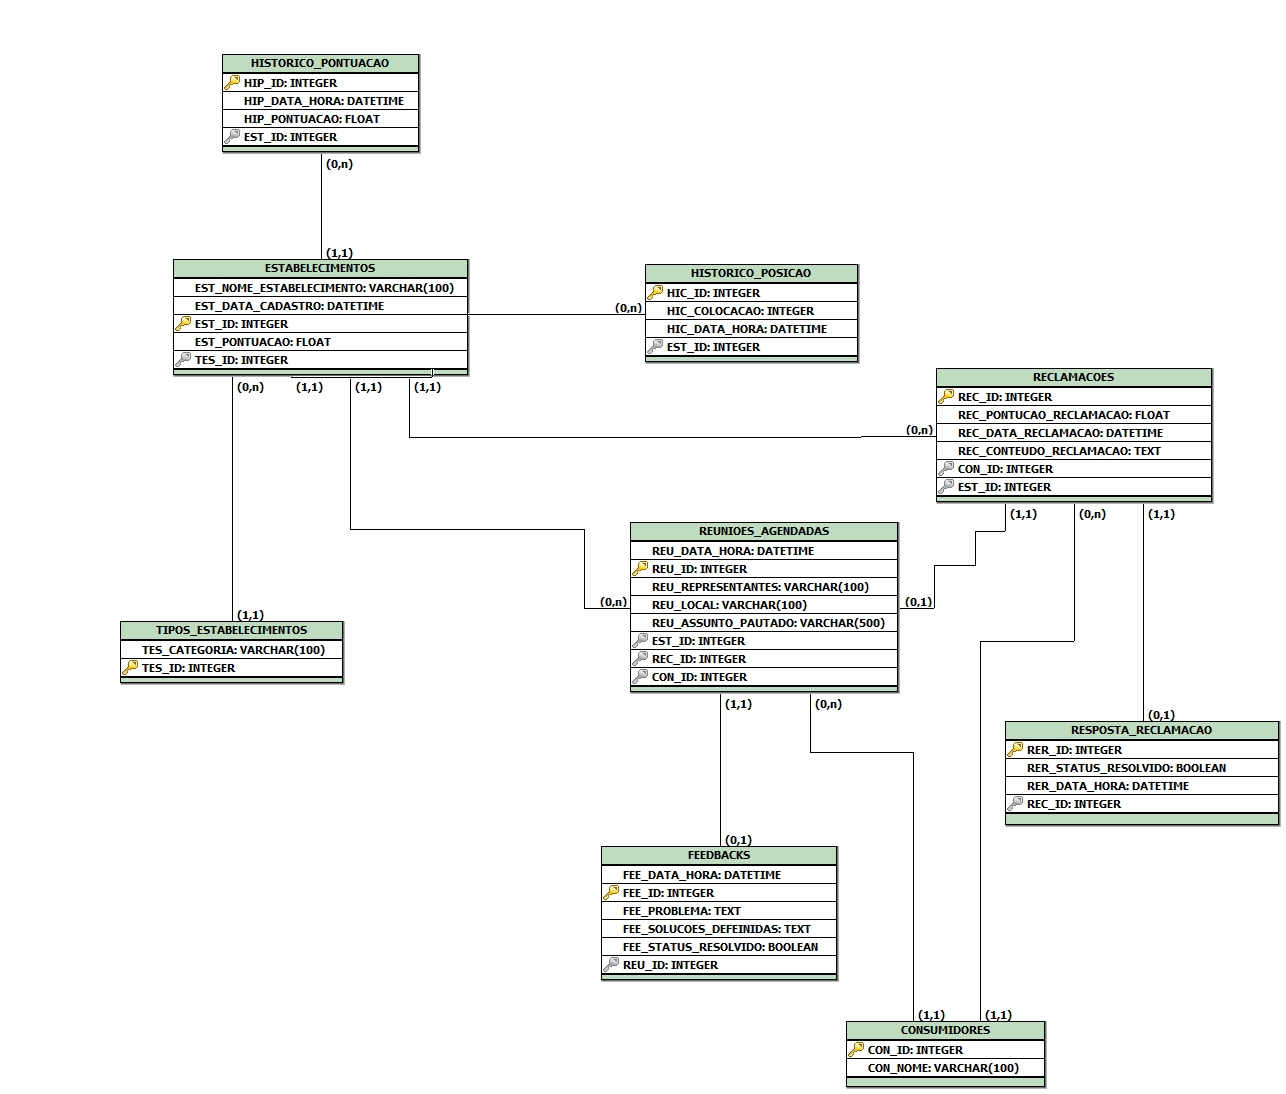 HISTORICO_PONTUACAO
HIP_ID: INTEGER
HIP_DATA_HORA: DATETIME
HIP_PONTUACAO: FLOAT
EST_ID: INTEGER
(0,n)
(1,1)
ESTABELECIMENTOS
EST_NOME_ESTABELECIMENTO: VARCHAR(100)
EST_DATA_CADASTRO: DATETIME
EST_ID: INTEGER
EST_PONTUACAO: FLOAT
TES_ID: INTEGER
(0,n)
HISTORICO_POSICAO
HIC_ID: INTEGER
HIC_COLOCACAO: INTEGER
HIC_DATA_HORA: DATETIME
EST_ID: INTEGER
(0,n) (1,1) (1,1) (1,1)
(0,n)
RECLAMACOES
REC_ID: INTEGER
REC_PONTUCAO_RECLAMACAO: FLOAT
REC_DATA_RECLAMACAO: DATETIME
REC_CONTEUDO_RECLAMACAO: TEXT
CON_ID: INTEGER
EST_ID: INTEGER
(1,1) (0,n) (1,1)
REUNIOES_AGENDADAS
REU_DATA_HORA: DATETIME
REU_ID: INTEGER
REU_REPRESENTANTES: VARCHAR(100)
REU_LOCAL: VARCHAR(100)
REU_ASSUNTO_PAUTADO: VARCHAR(500)
EST_ID: INTEGER
REC_ID: INTEGER
CON_ID: INTEGER
(0,n)
(0,1)
(1,1)
TIPOS_ESTABELECIMENTOS
TES_CATEGORIA: VARCHAR(100)
TES_ID: INTEGER
(1,1) (0,n)
(0,1)
RESPOSTA_RECLAMACAO
RER_ID: INTEGER
RER_STATUS_RESOLVIDO: BOOLEAN
RER_DATA_HORA: DATETIME
REC_ID: INTEGER
(0,1)
FEEDBACKS
FEE_DATA_HORA: DATETIME
FEE_ID: INTEGER
FEE_PROBLEMA: TEXT
FEE_SOLUCOES_DEFEINIDAS: TEXT
FEE_STATUS_RESOLVIDO: BOOLEAN
REU_ID: INTEGER
(1,1) (1,1)
CONSUMIDORES
CON_ID: INTEGER
CON_NOME: VARCHAR(100)